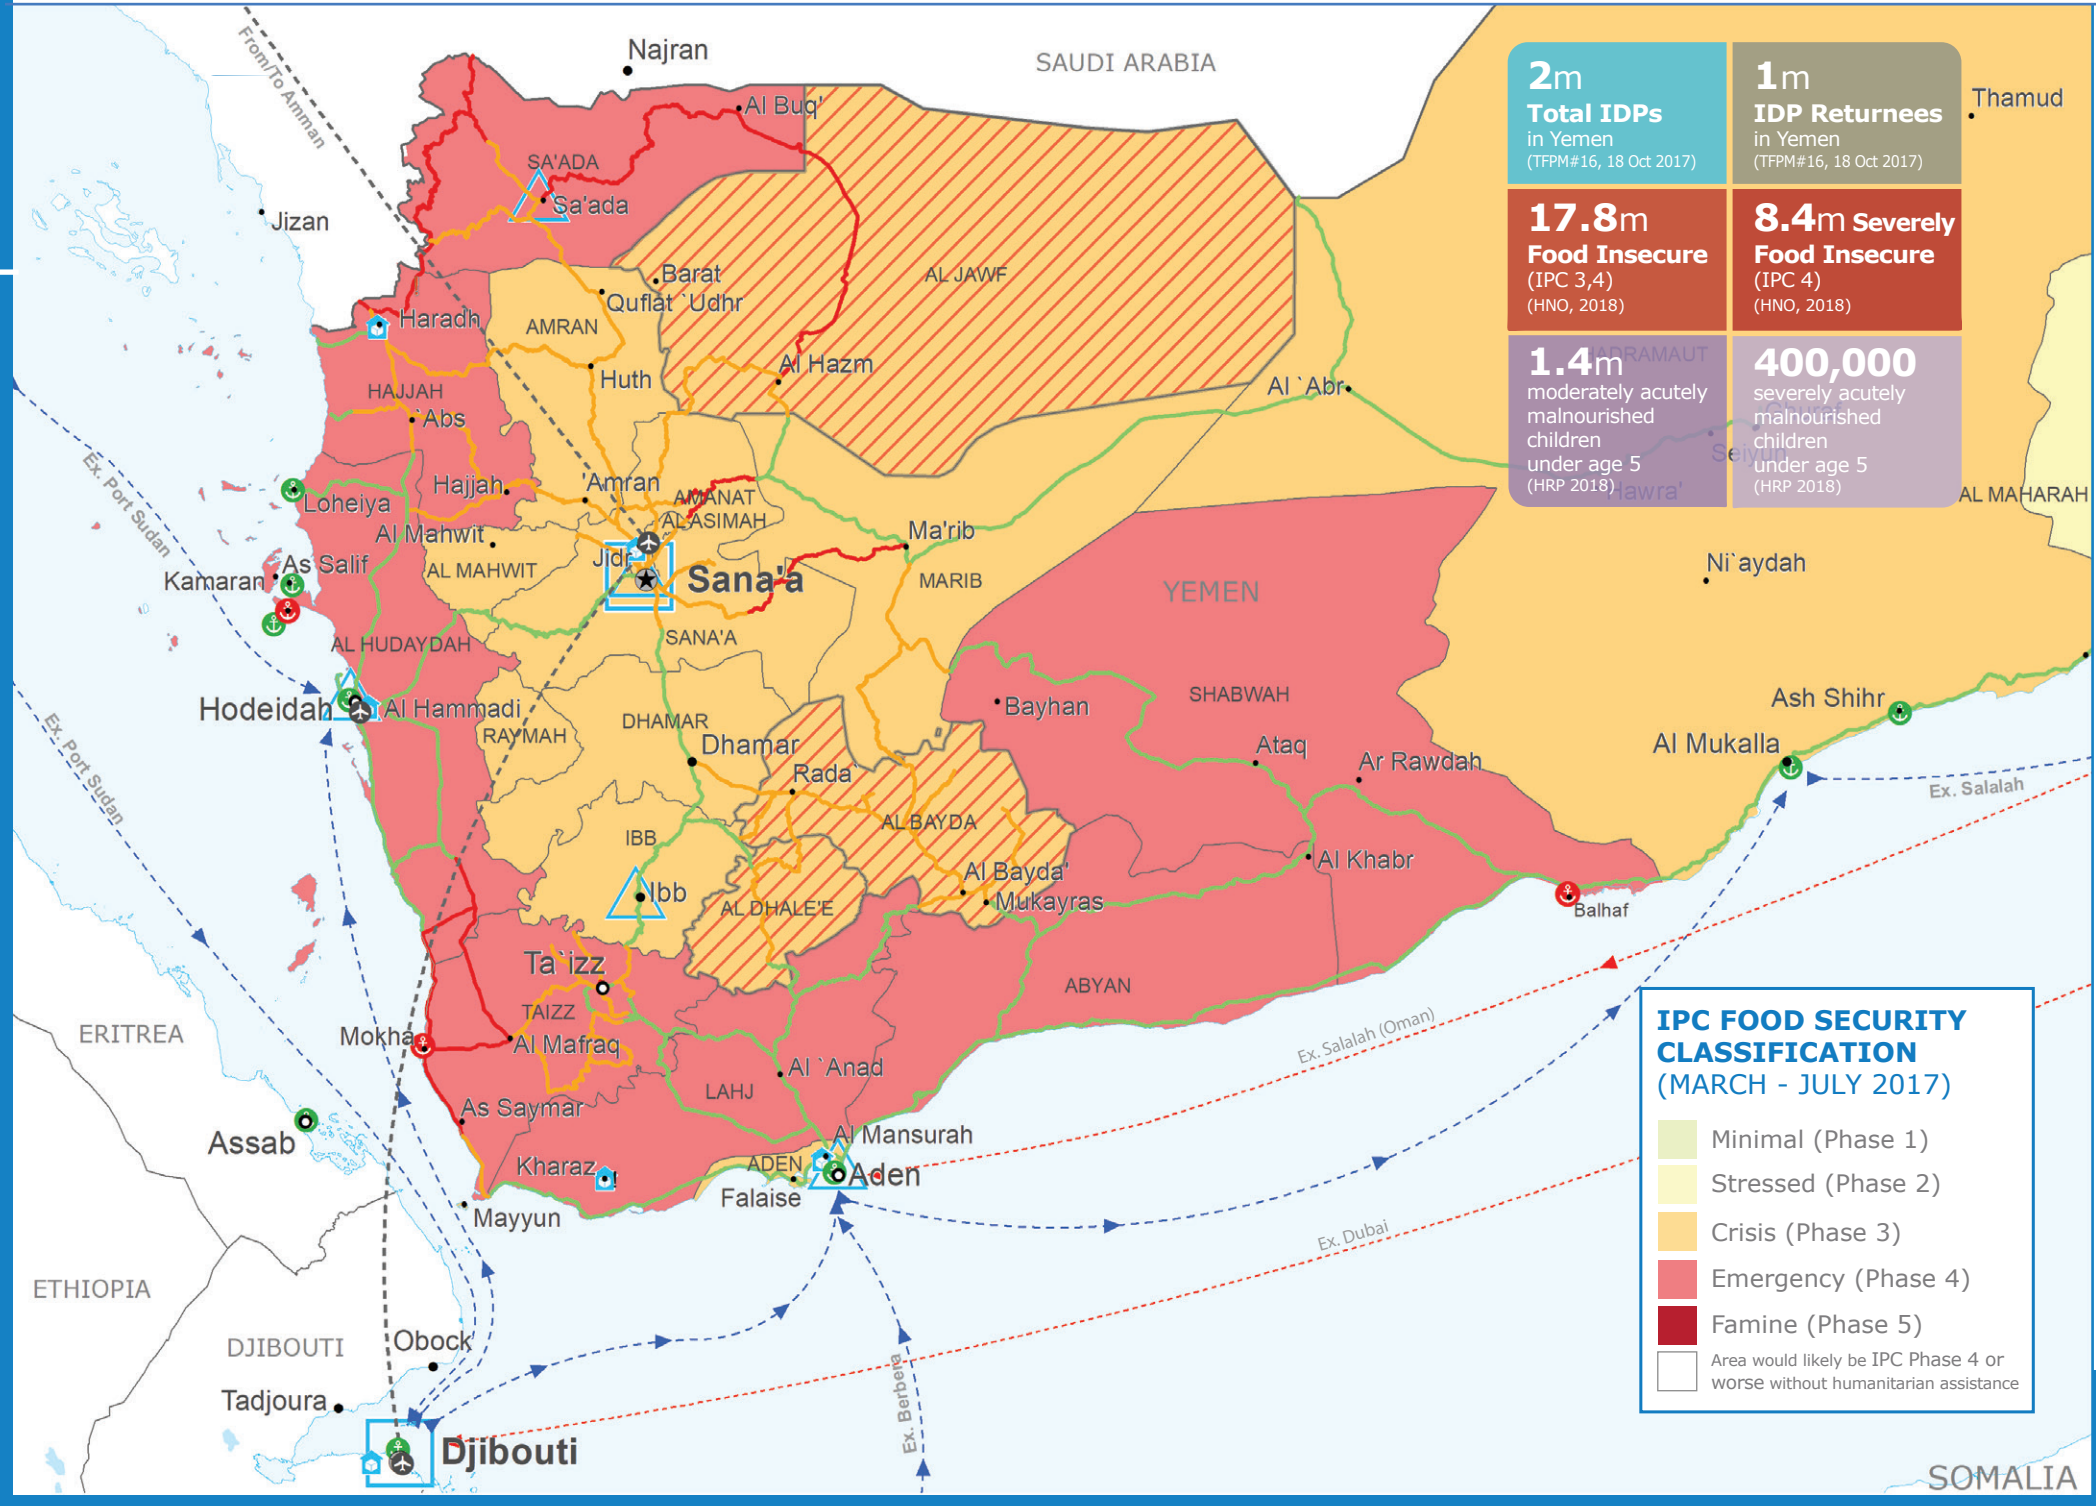 From/To Amman
Najran
SAUDI ARABIA
2m
Total IDPs
in Yemen
(TFPM#16, 18 Oct 2017)
1m
IDP Returnees
in Yemen
(TFPM#16, 18 Oct 2017)
Thamud
Al Buq'
SA'ADA
Sa'ada
Jizan
17.8m
Food Insecure
(IPC 3,4)
(HNO, 2018)
8.4m Severely
Food Insecure
(IPC 4)
(HNO, 2018)
Barat
AL JAWF
Quflat `Udhr
Haradh
AMRAN
Al Hazm
Huth
HAJJAH
`Abs
Al `Abr
HADRAMAUT
1.4m
moderately acutely
malnourished
children
under age 5
(HRP 2018)
400,000
severely acutely
malnourished
children
under age 5
(HRP 2018)
Ghuraf
Seiyun
Hawra'
AL MAHARAH
Ex. Port Sudan
Hajjah
'Amran
AMANAT
AL ASIMAH
Loheiya
Al Mahwit
Ma'rib
Jidr
Sana'a
As Salif
Kamaran
AL MAHWIT
MARIB
YEMEN
Ni`aydah
AL HUDAYDAH
SANA'A
SHABWAH
Bayhan
Ash Shihr
Hodeidah
Al Hammadi
RAYMAH
DHAMAR
Dhamar
Ataq
Ar Rawdah
Al Mukalla
Ex. Port Sudan
Rada`
Ex. Salalah
IBB
AL BAYDA
Al Khabr
Ibb
Al Bayda'
Mukayras
AL DHALE'E
Balhaf
Ta`izz
TAIZZ
ABYAN
ERITREA
Mokha
Al Mafraq
Al `Anad
Ex. Salalah (Oman)
LAHJ
As Saymar
Assab
Al Mansurah
Kharaz
ADEN
Aden
Falaise
Mayyun
Ex. Dubai
ETHIOPIA
DJIBOUTI
Obock
Tadjoura
Ex. Berbera
Djibouti
IPC FOOD SECURITY
CLASSIFICATION
(MARCH - JULY 2017)
Minimal (Phase 1)
Stressed (Phase 2)
Crisis (Phase 3)
Emergency (Phase 4)
Famine (Phase 5)
Area would likely be IPC Phase 4 or
worse without humanitarian assistance
SOMALIA